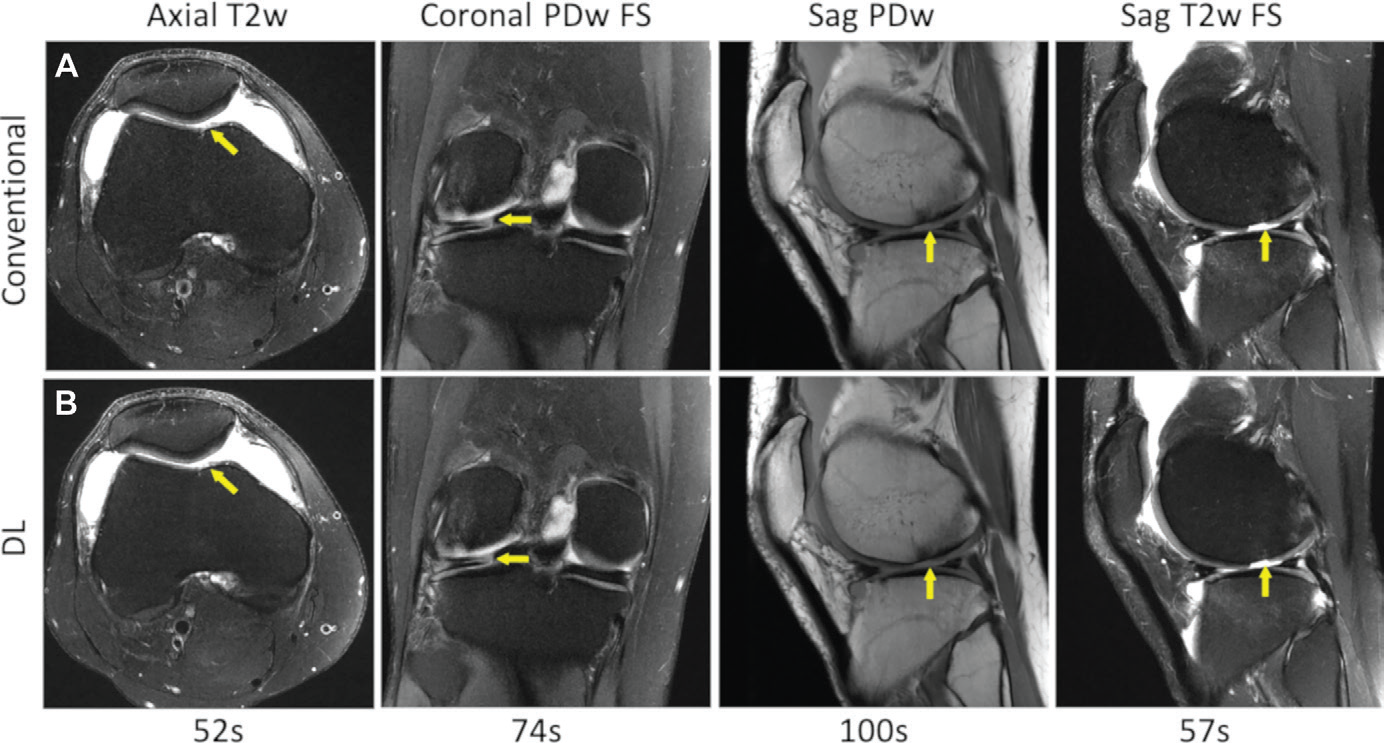 Axial T2w
Coronal PDw FS
Sag PDw
Sag T2w FS
Conventional
A
DL
B
52s
74s
100s
57s